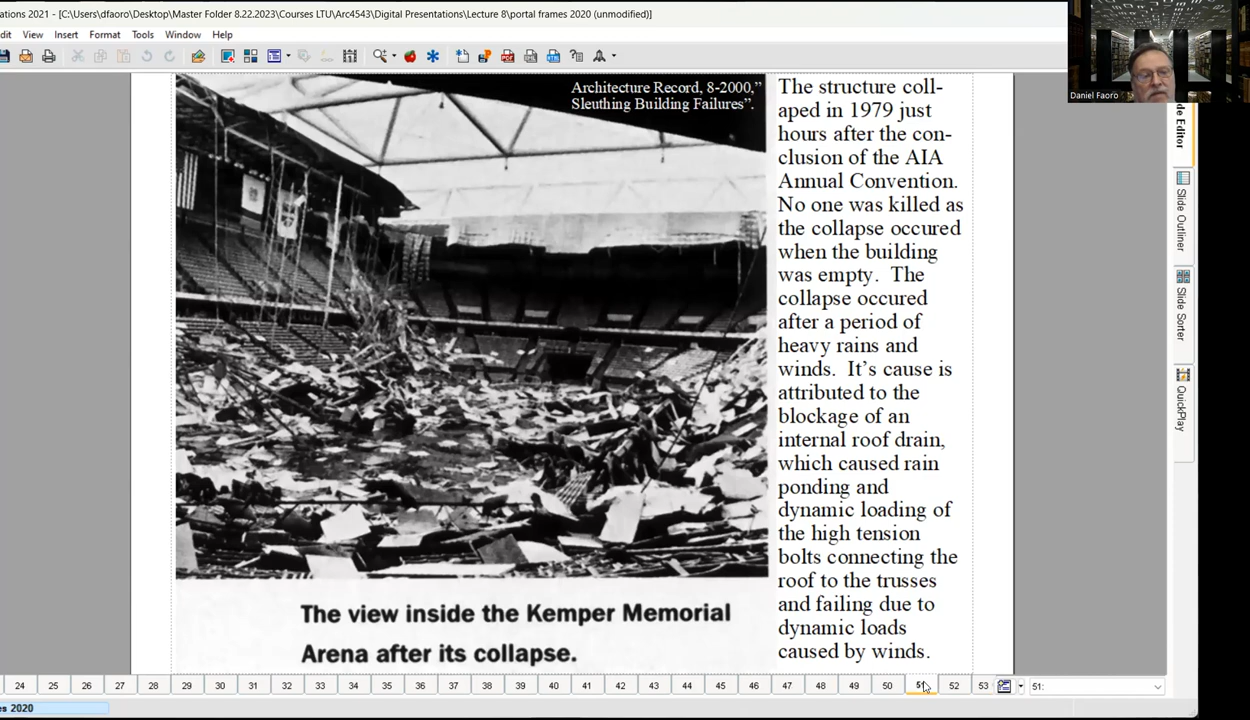 ations 2021 - [C:\Users\dfaoro\Desktop\Master Folder 8.22.2023\Courses LTU\Arc4543\Digital Presentations\Lecture 8\portal frames 2020 (unmodified)]
dit View Insert Format Tools Window Help
Daniel Faoro
Architecture Record, 8-2000,”
Sleuthing Building Failures”.
The structure coll-
aped in 1979 just
hours after the con-
clusion of the AIA
Annual Convention.
No one was killed as
the collapse occured
when the building
was empty. The
collapse occured
after a period of
heavy rains and
winds. It’s cause is
attributed to the
blockage of an
internal roof drain,
which caused rain
ponding and
dynamic loading of
the high tension
bolts connecting the
roof to the trusses
and failing due to
dynamic loads
caused by winds.
The view inside the Kemper Memorial
Arena after its collapse.
de Editor
Slide Outliner
Slide Sorter
QuickPlay
24 25 26 27 28 29 30 31 32 33 34 35 36 37 38 39 40 41 42 43 44 45 46 47 48 49 50 51 52 53 51:
es 2020